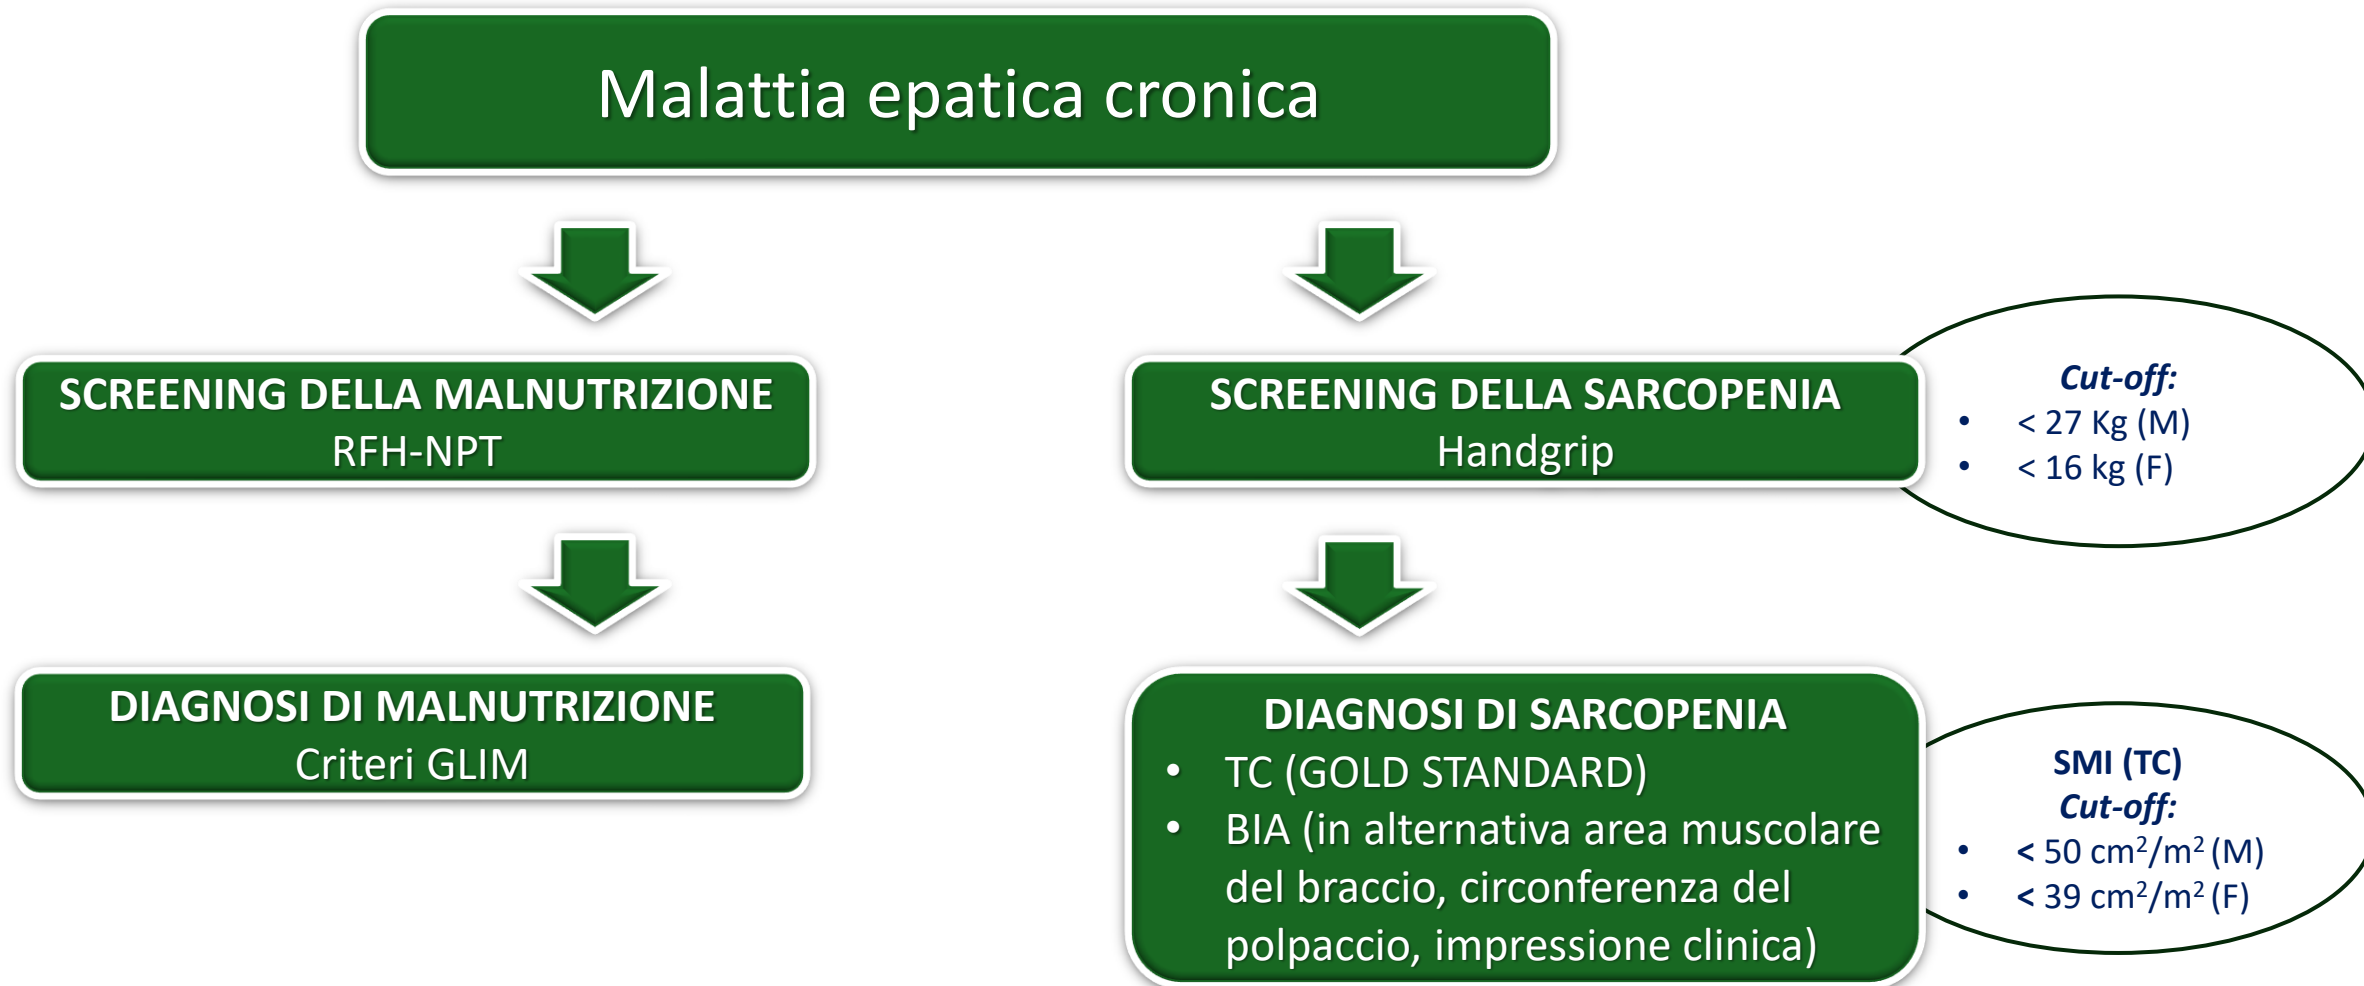 Malattia epatica cronica
SCREENING DELLA MALNUTRIZIONE
RFH-NPT
SCREENING DELLA SARCOPENIA
Handgrip
Cut-off:
• < 27 Kg (M)
• < 16 kg (F)
DIAGNOSI DI MALNUTRIZIONE
Criteri GLIM
DIAGNOSI DI SARCOPENIA
• TC (GOLD STANDARD)
• BIA (in alternativa area muscolare
del braccio, circonferenza del
polpaccio, impressione clinica)
SMI (TC)
Cut-off:
• < 50 cm²/m² (M)
• < 39 cm²/m² (F)